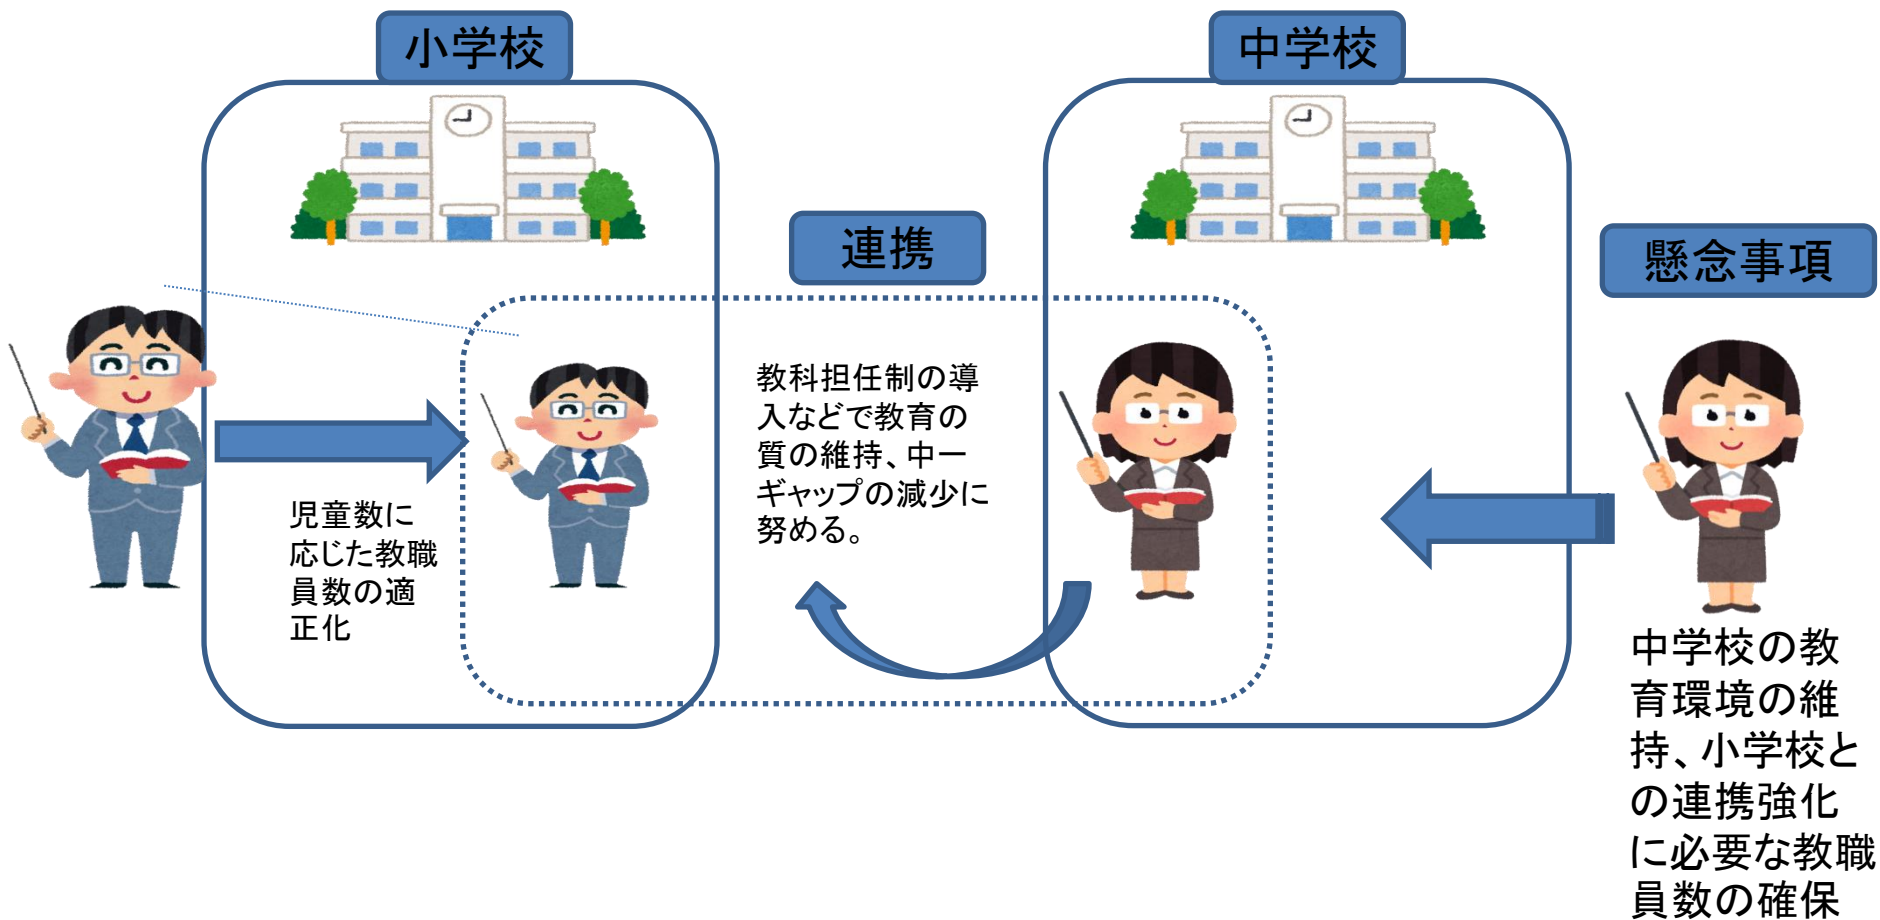 小学校
中学校
連携
懸念事項
児童数に
応じた教職
員数の適
正化
教科担任制の導
入などで教育の
質の維持、中一
ギャップの減少に
努める。
中学校の教
育環境の維
持、小学校と
の連携強化
に必要な教職
員数の確保